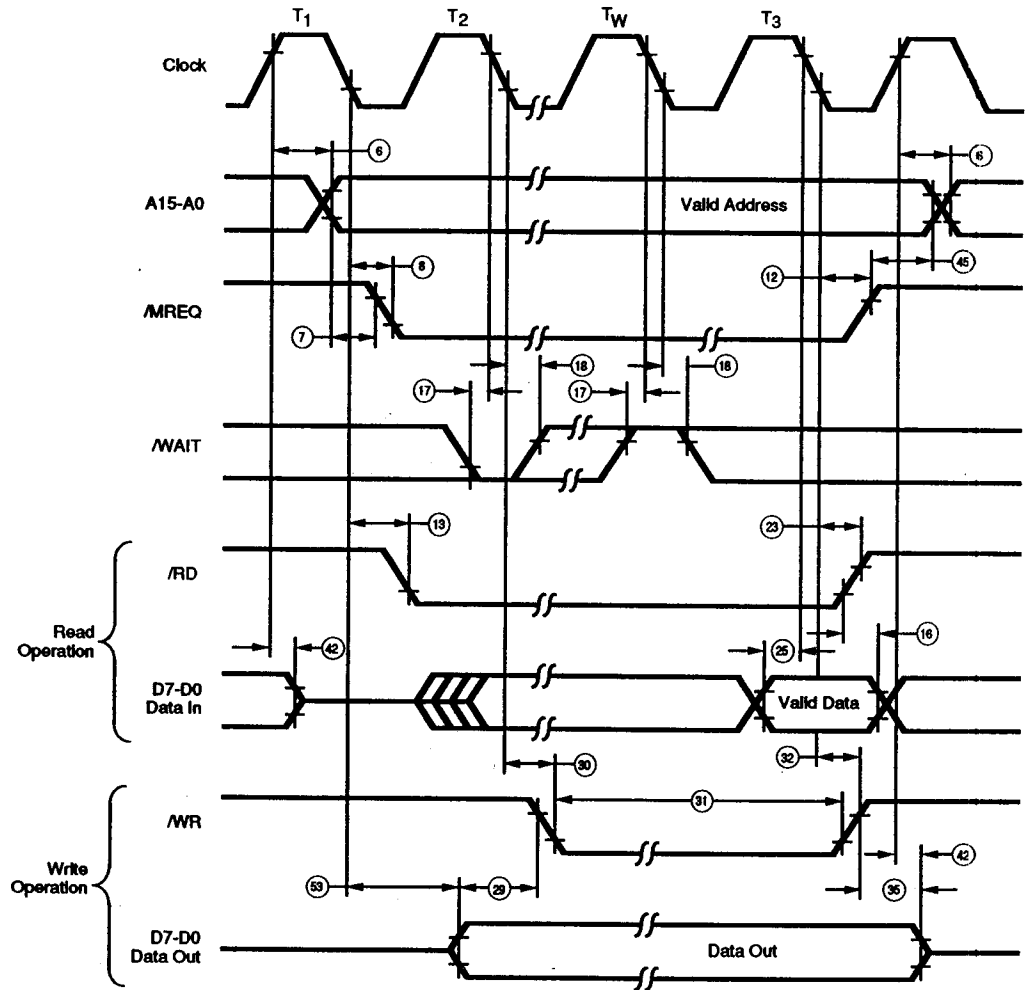 T1 T2 TW T3
Clock
6 6
A15-A0 Valid Address
8 12 45
/MREQ
7
18 18
17 17
/WAIT
13 23
/RD
Read
Operation
42 25 16
D7-D0
Data In
Valid Data
30 32
31
/WR
Write
Operation
42
53 29 35
D7-D0
Data Out
Data Out